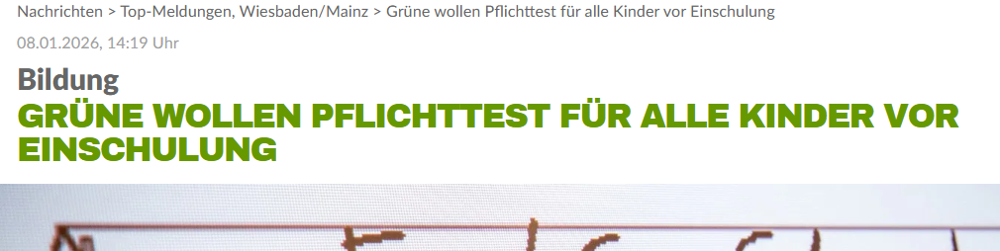 Nachrichten > Top-Meldungen, Wiesbaden/Mainz > Grüne wollen Pflichttest für alle Kinder vor Einschulung
08.01.2026, 14:19 Uhr
Bildung
GRÜNE WOLLEN PFLICHTTEST FÜR ALLE KINDER VOR
EINSCHULUNG